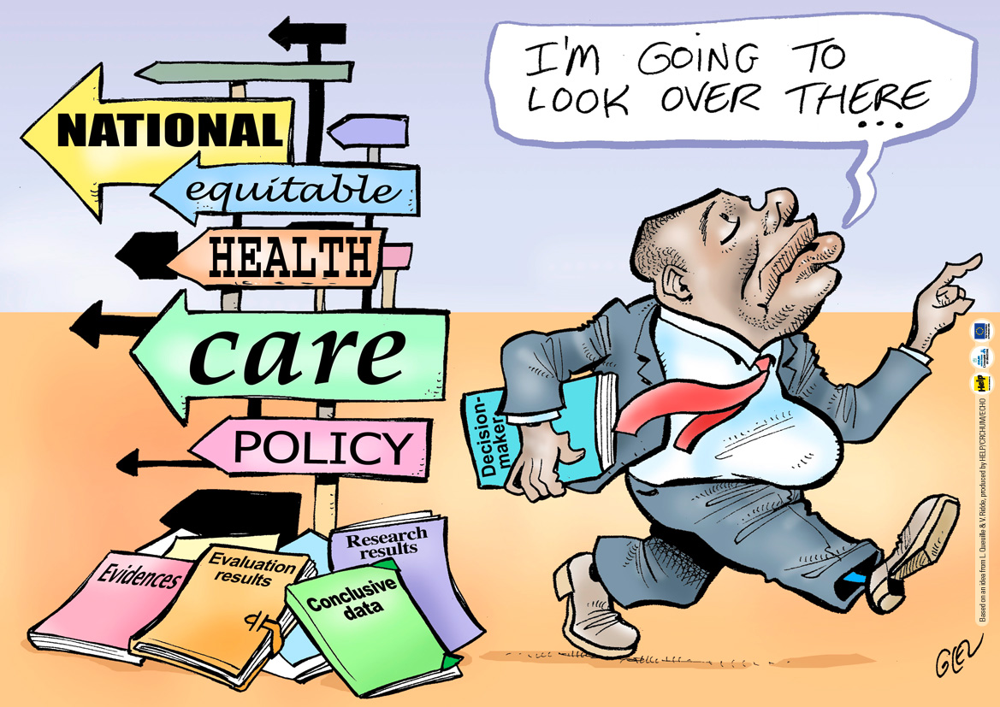 I'M GOING TO
LOOK OVER THERE
...
NATIONAL
equitable
HEALTH
care
POLICY
Decision-
maker
Research
results
Evaluation
results
Evidences
Conclusive
data
Help
Based on an idea from L. Queuille & V. Ridde, produced by HELP/CRCHUM/ECHO
GLEZ